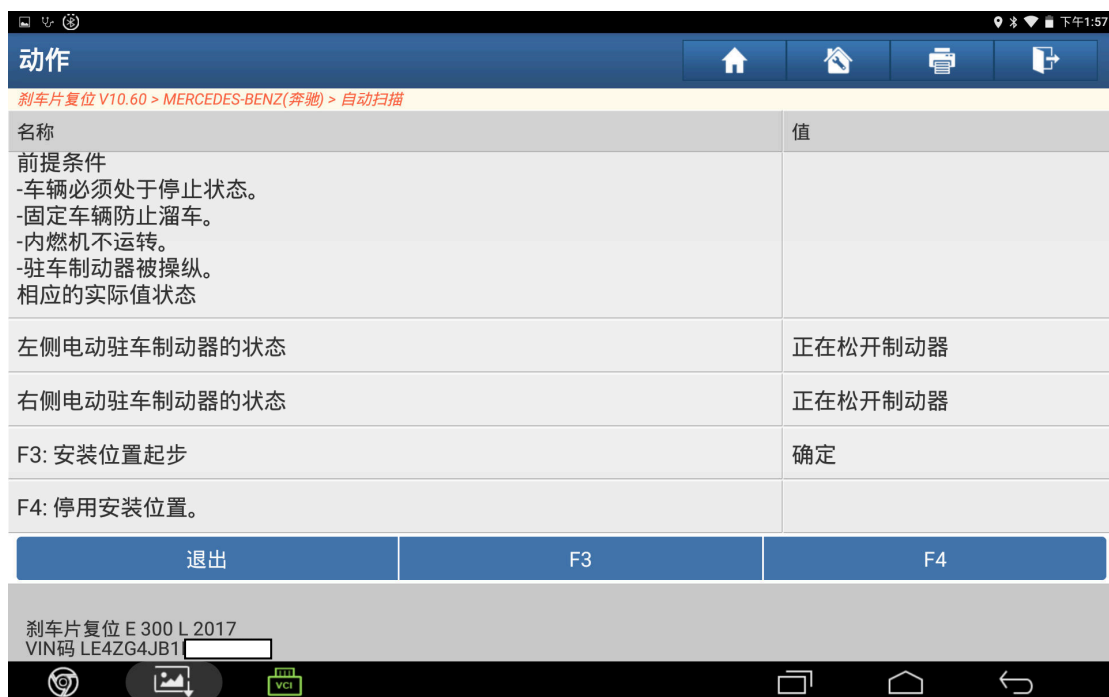 下午1:57
动作
刹车片复位 V10.60 > MERCEDES-BENZ(奔驰) > 自动扫描
名称
值
前提条件
-车辆必须处于停止状态。
-固定车辆防止溜车。
-内燃机不运转。
-驻车制动器被操纵。
相应的实际值状态
左侧电动驻车制动器的状态
正在松开制动器
右侧电动驻车制动器的状态
正在松开制动器
F3: 安装位置起步
确定
F4: 停用安装位置。
退出
F3
F4
刹车片复位 E 300 L 2017
VIN码 LE4ZG4JB1
VCI